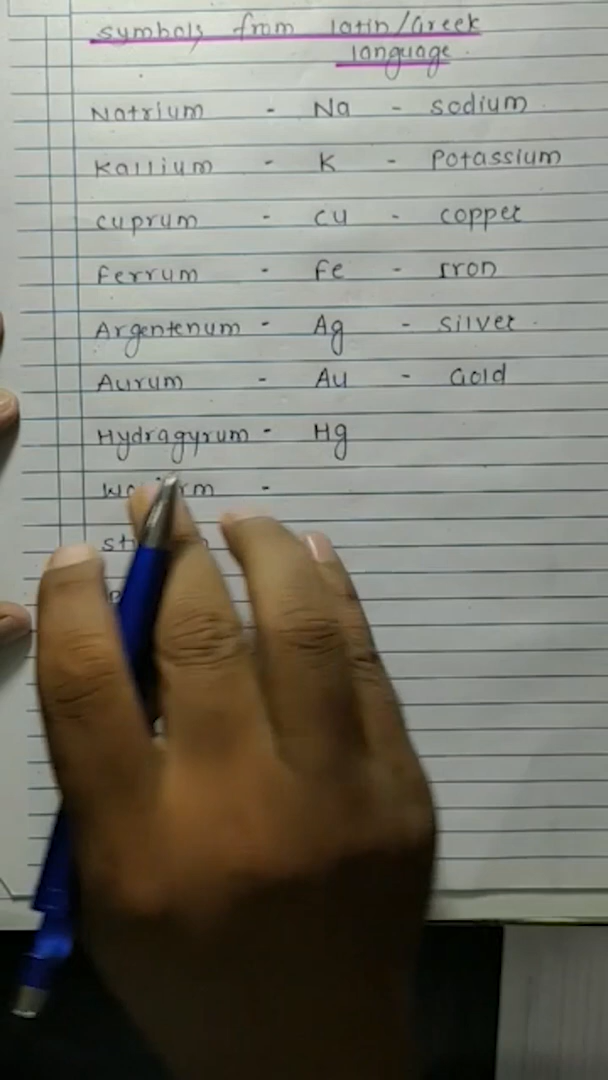 symbols from latin/Greek
language.
Natrium - Na - sodium
Kallium - K - Potassium
cuprum - cu - copper
Ferrum - Fe - Iron
Argentenum - Ag - silver
Aurum - Au - Gold
Hydragyrum - Hg